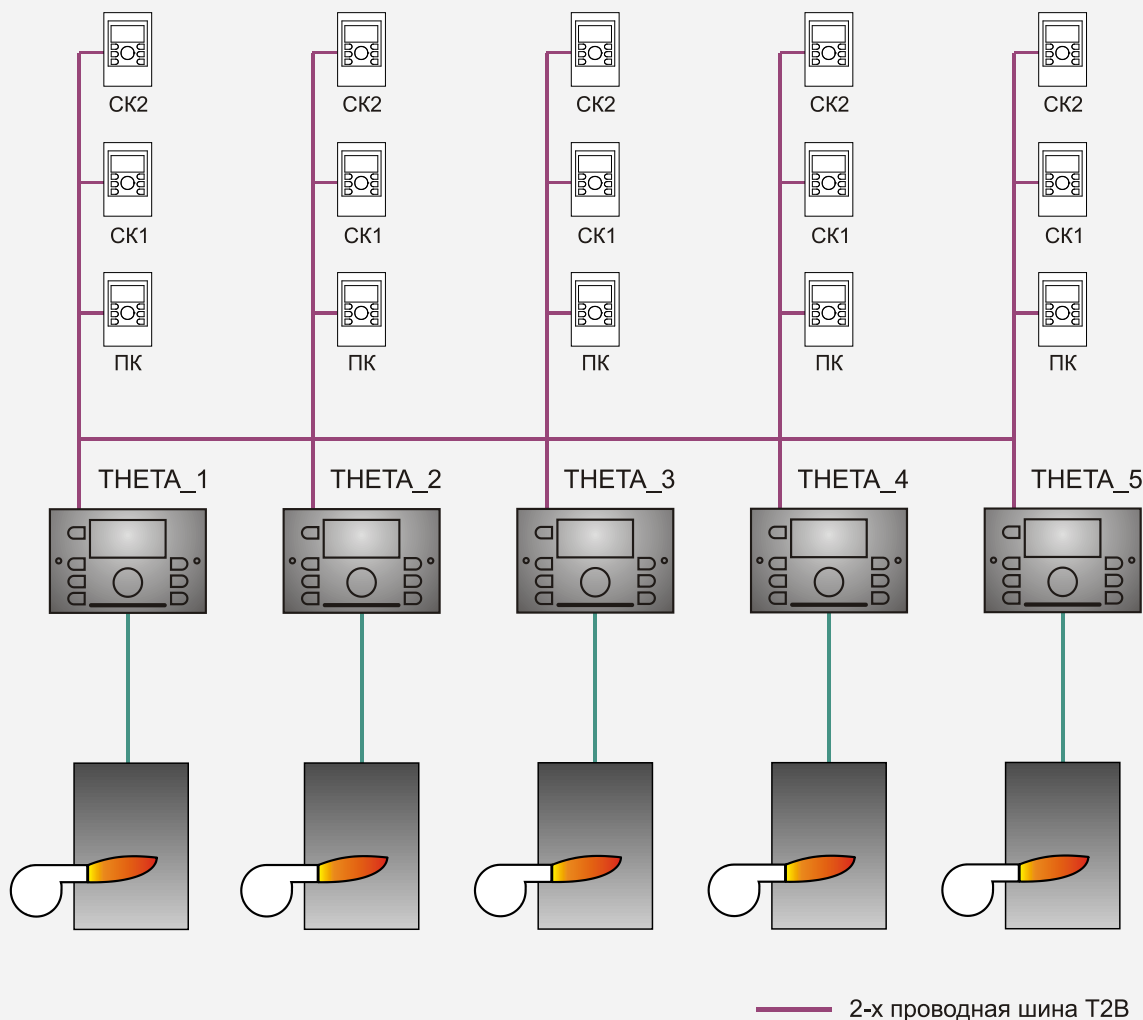 СК2 СК2 СК2 СК2 СК2
СК1 СК1 СК1 СК1 СК1
ПК ПК ПК ПК ПК
THETA_1 THETA_2 THETA_3 THETA_4 THETA_5
2-х проводная шина Т2В